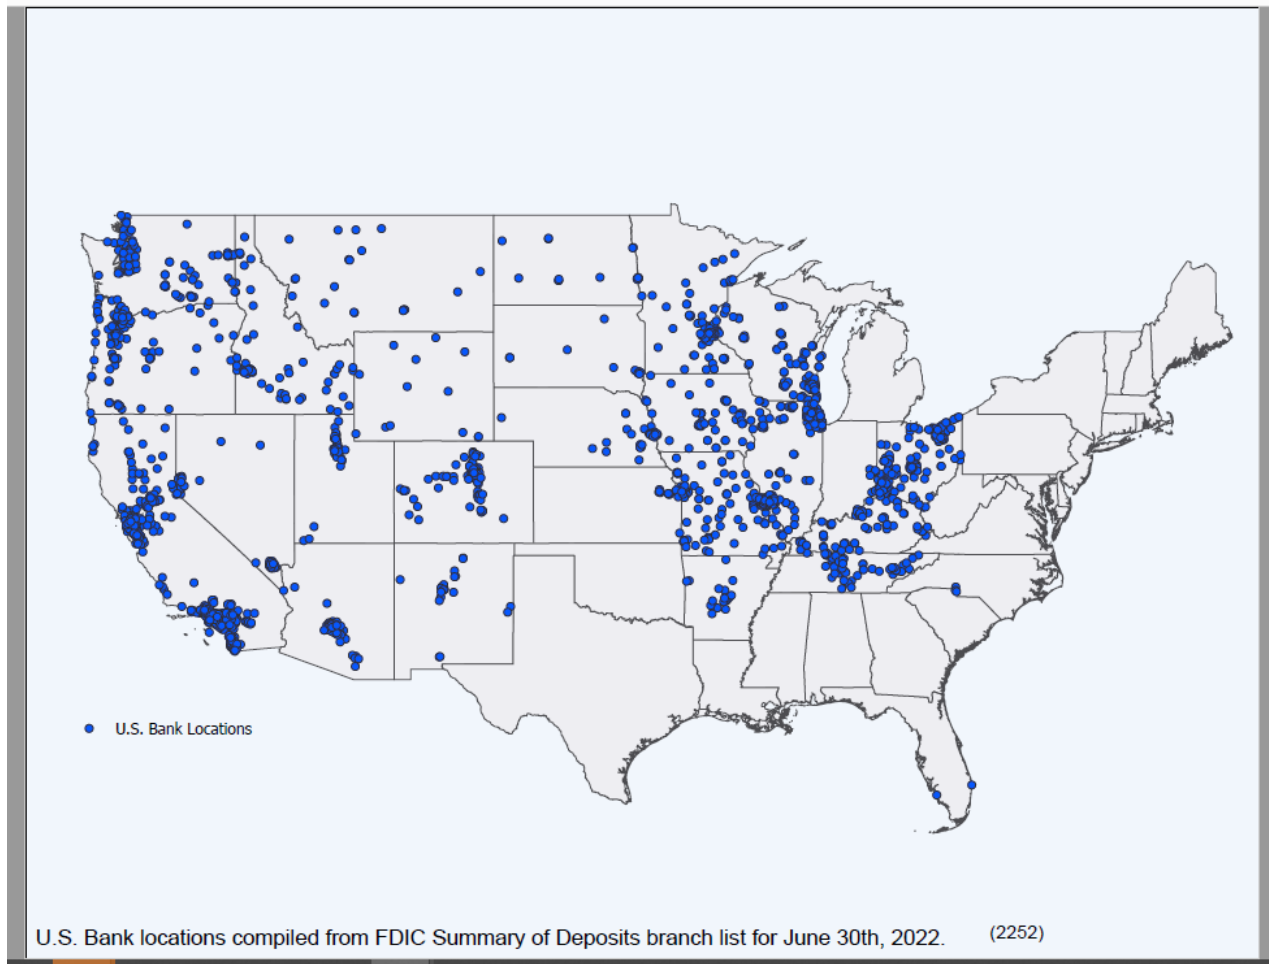 U.S. Bank Locations
U.S. Bank locations compiled from FDIC Summary of Deposits branch list for June 30th, 2022. (2252)